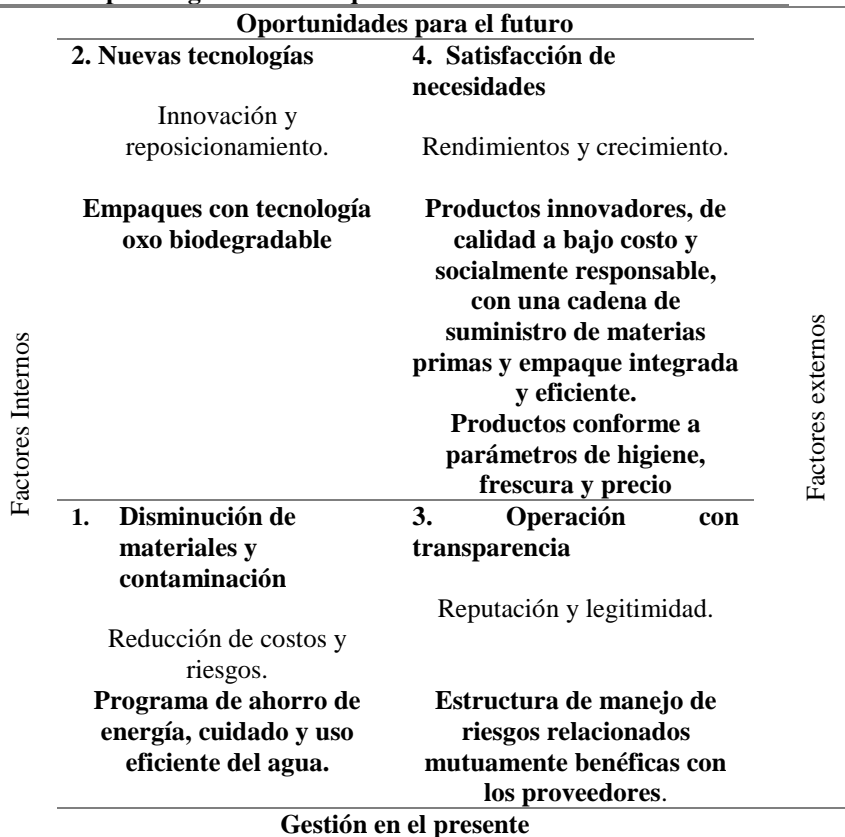 Oportunidades para el futuro
2. Nuevas tecnologías
Innovación y
reposicionamiento.
Empaques con tecnología
oxo biodegradable
4. Satisfacción de
necesidades
Rendimientos y crecimiento.
Productos innovadores, de
calidad a bajo costo y
socialmente responsable,
con una cadena de
suministro de materias
primas y empaque integrada
y eficiente.
Productos conforme a
parámetros de higiene,
frescura y precio
Factores Internos
Factores externos
1. Disminución de
materiales y
contaminación
Reducción de costos y
riesgos.
Programa de ahorro de
energía, cuidado y uso
eficiente del agua.
3. Operación con
transparencia
Reputación y legitimidad.
Estructura de manejo de
riesgos relacionados
mutuamente benéficas con
los proveedores.
Gestión en el presente